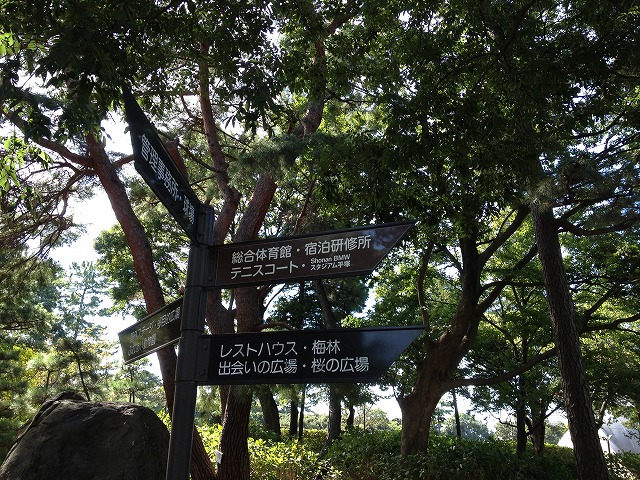 管理事務所・球場
総合体育館・宿泊研修所
テニスコート・Shonan BMW
スタジアム平塚
レストハウス・梅林
出会いの広場・桜の広場